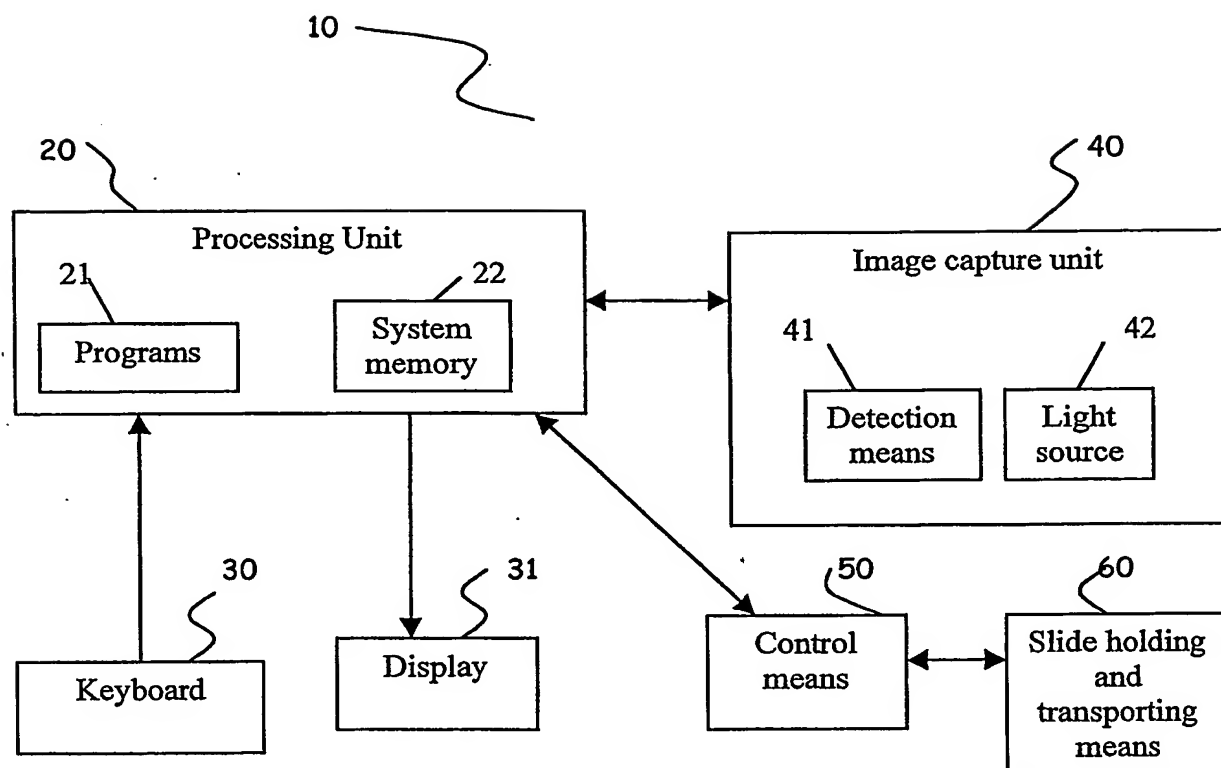 10
20
40
Processing Unit
Image capture unit
21
22
Programs
System
memory
41
42
Detection
means
Light
source
30
31
50
60
Keyboard
Display
Control
means
Slide holding
and
transporting
means